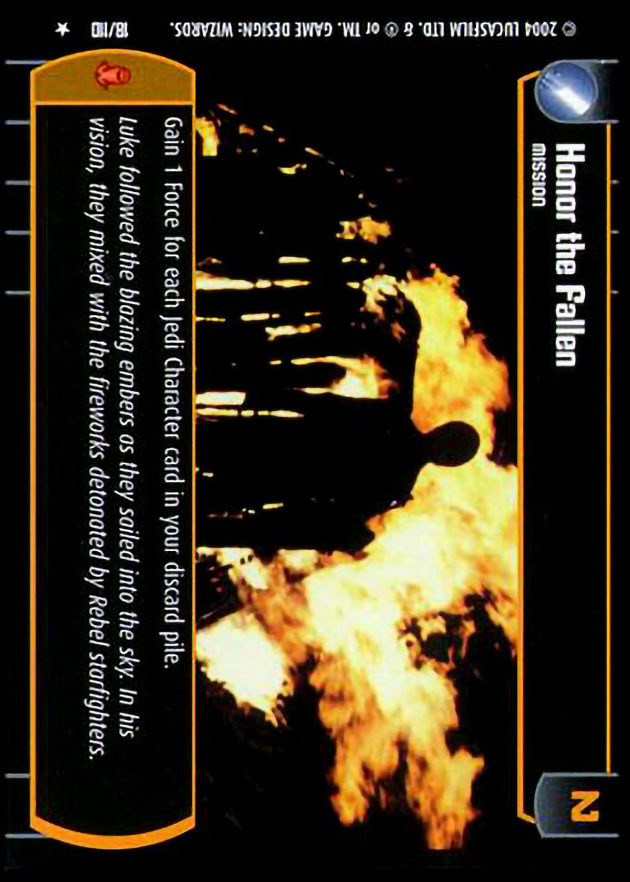 Honor the Fallen
MISSION
2
Gain 1 Force for each Jedi Character card in your discard pile.
Luke followed the blazing embers as they sailed into the sky. In his
vision, they mixed with the fireworks detonated by Rebel starfighters.
© 2004 LUCASFILM LTD. & ® or TM. GAME DESIGN: WIZARDS.
18/110 ★